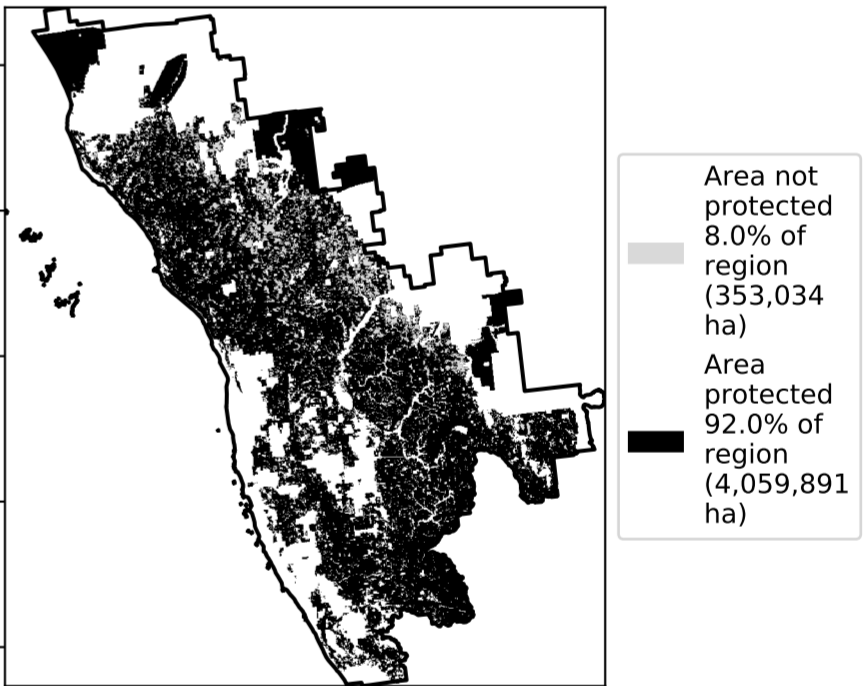 Area not
protected
8.0% of
region
(353,034
ha)
Area
protected
92.0% of
region
(4,059,891
ha)